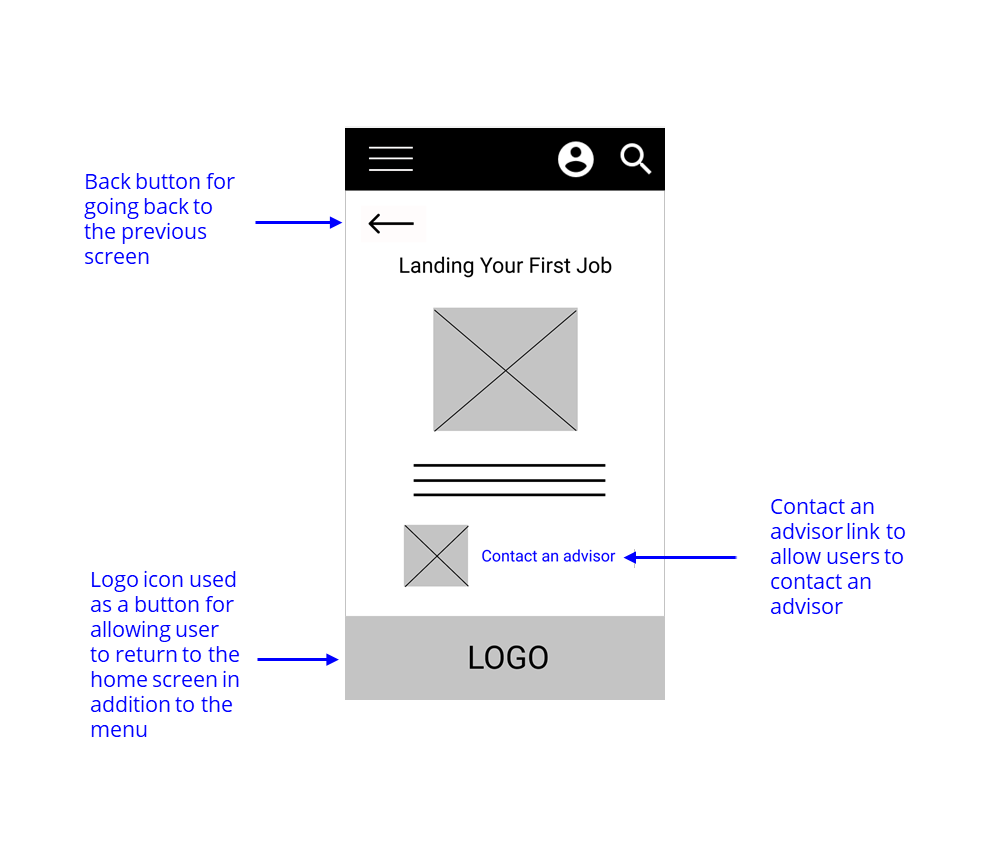 Back button for
going back to
the previous
screen
Landing Your First Job
Contact an advisor
Contact an
advisor link to
allow users to
contact an
advisor
Logo icon used
as a button for
allowing user
to return to the
home screen in
addition to the
menu
LOGO